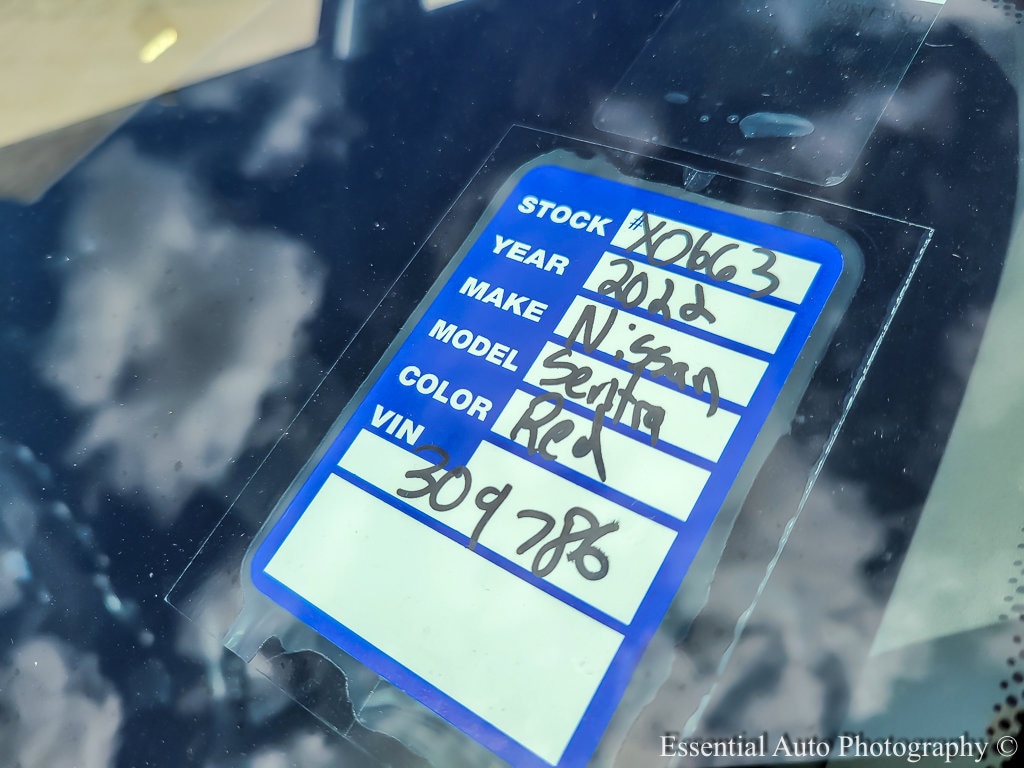 STOCK #X0663
YEAR 2022
MAKE Nissan
MODEL Sentra
COLOR Red
VIN 309786
Essential Auto Photography ©